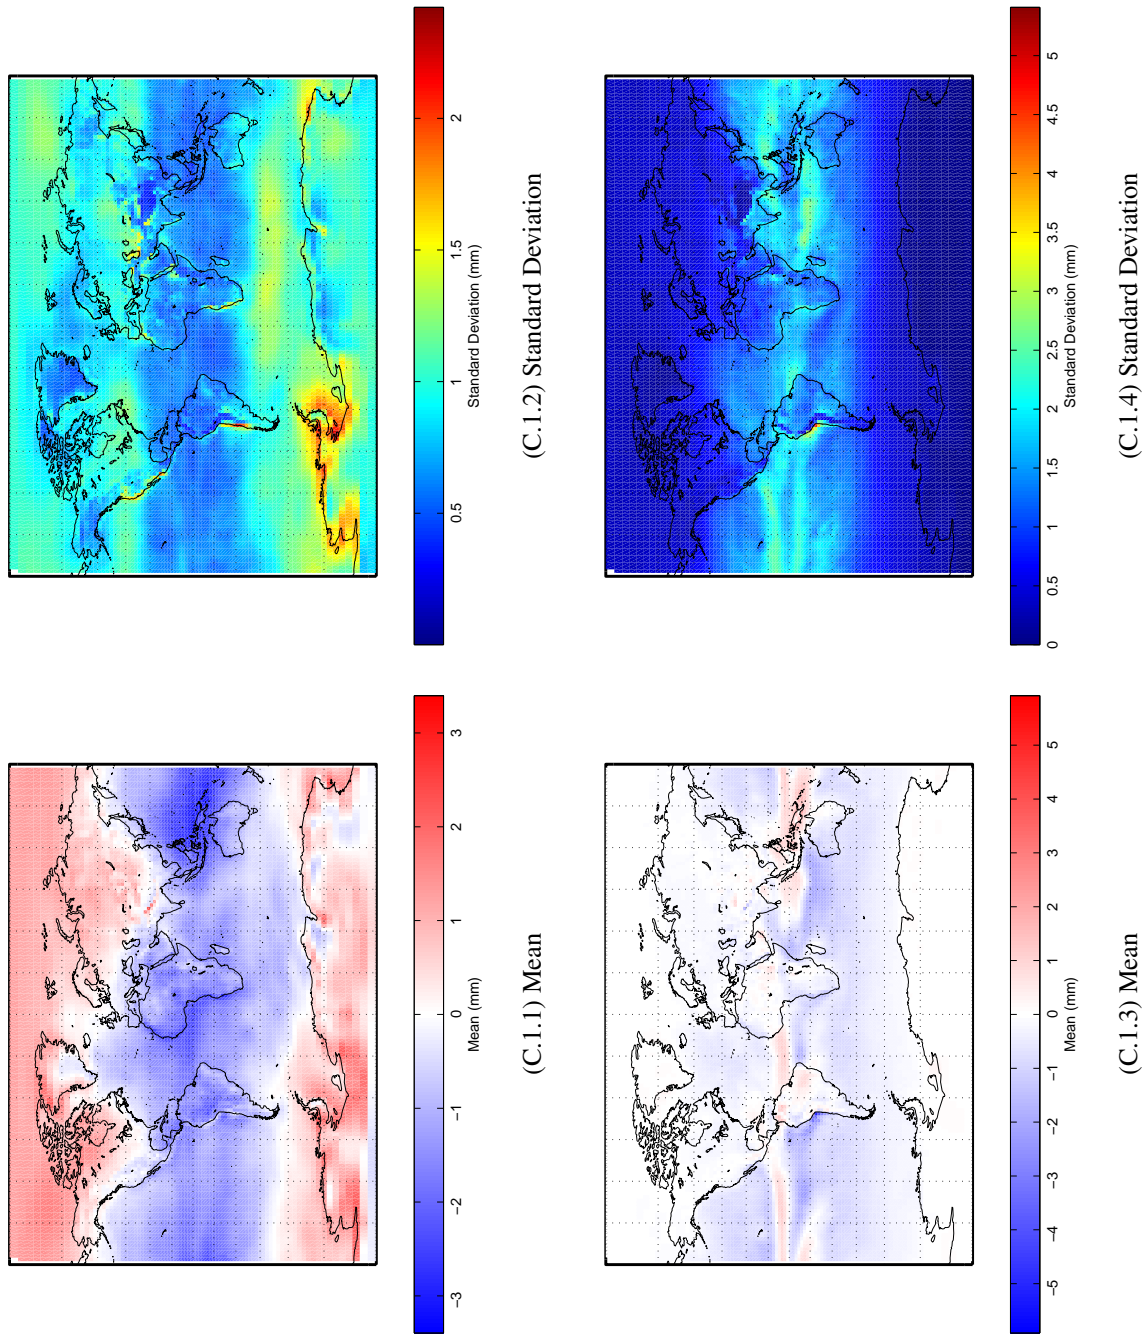 −3 −2 −1 0 1 2 3
Mean (mm)
(C.1.1) Mean
0.5 1 1.5 2
Standard Deviation (mm)
(C.1.2) Standard Deviation
−5 −4 −3 −2 −1 0 1 2 3 4 5
Mean (mm)
(C.1.3) Mean
0 0.5 1 1.5 2 2.5 3 3.5 4 4.5 5
Standard Deviation (mm)
(C.1.4) Standard Deviation